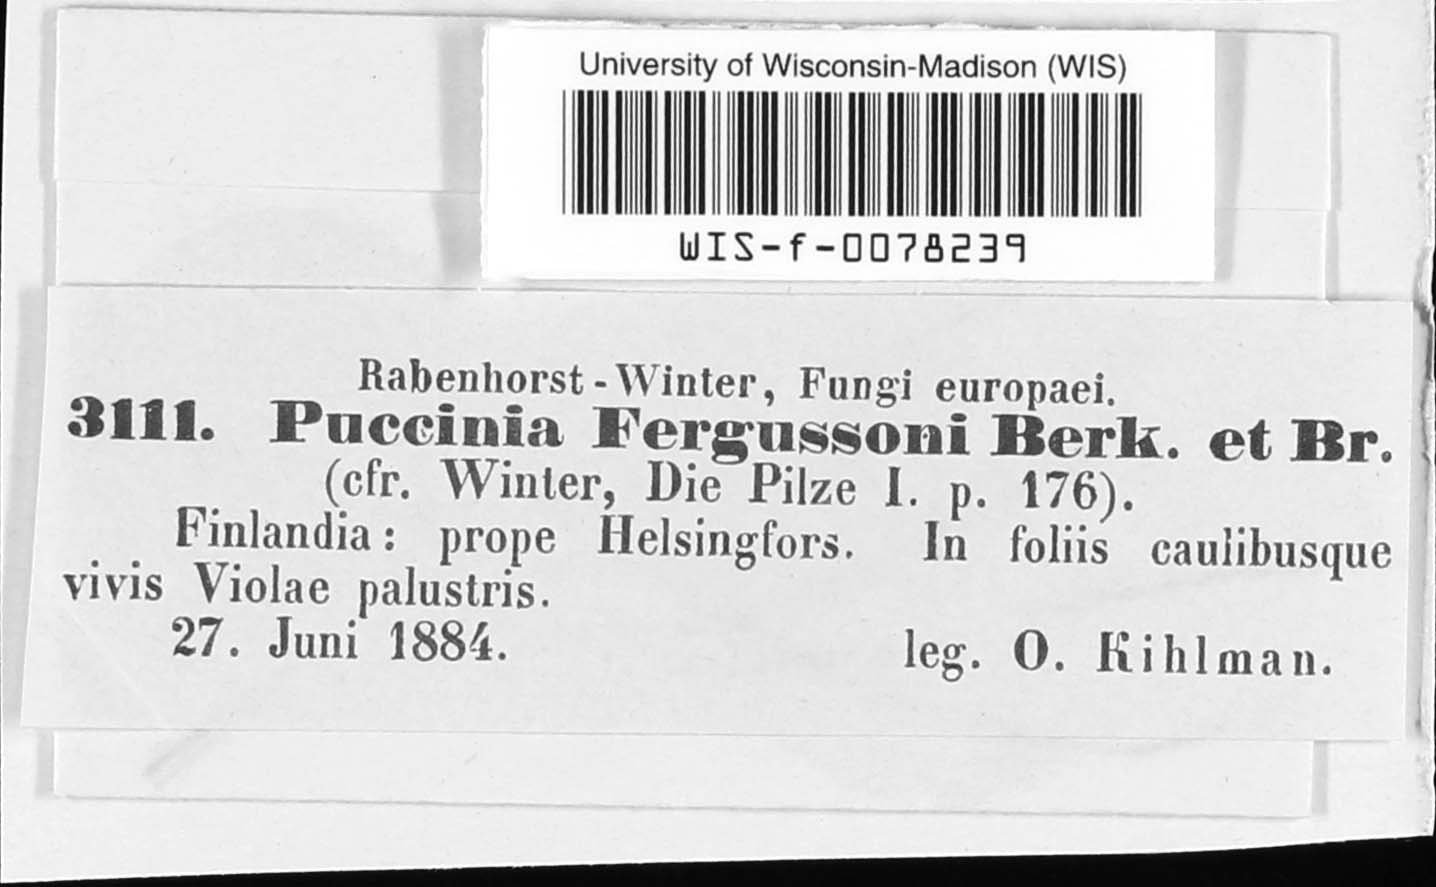 University of Wisconsin-Madison (WIS)
WIS-f-0078239
Rabenhorst-Winter, Fungi europaei.
3111. Puccinia Fergussoni Berk. et Br.
(cfr. Winter, Die Pilze I. p. 176).
Finlandia: prope Helsingfors. In foliis caulibusque
vivis Violae palustris.
27. Juni 1884. leg. O. Kihlman.